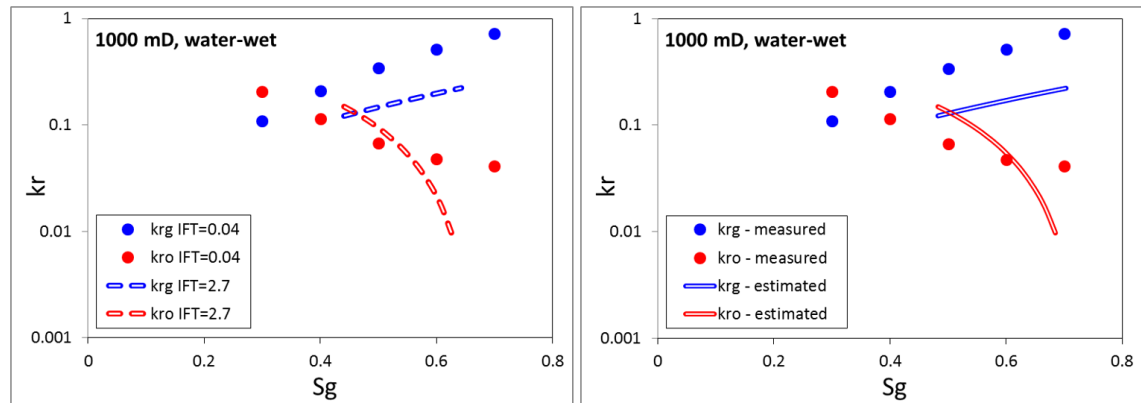 1000 mD, water-wet
kr
1
0.1
0.01
0.001
krg IFT=0.04
kro IFT=0.04
krg IFT=2.7
kro IFT=2.7
0
0.2
0.4
0.6
0.8
Sg
1000 mD, water-wet
kr
1
0.1
0.01
0.001
krg - measured
kro - measured
krg - estimated
kro - estimated
0
0.2
0.4
0.6
0.8
Sg